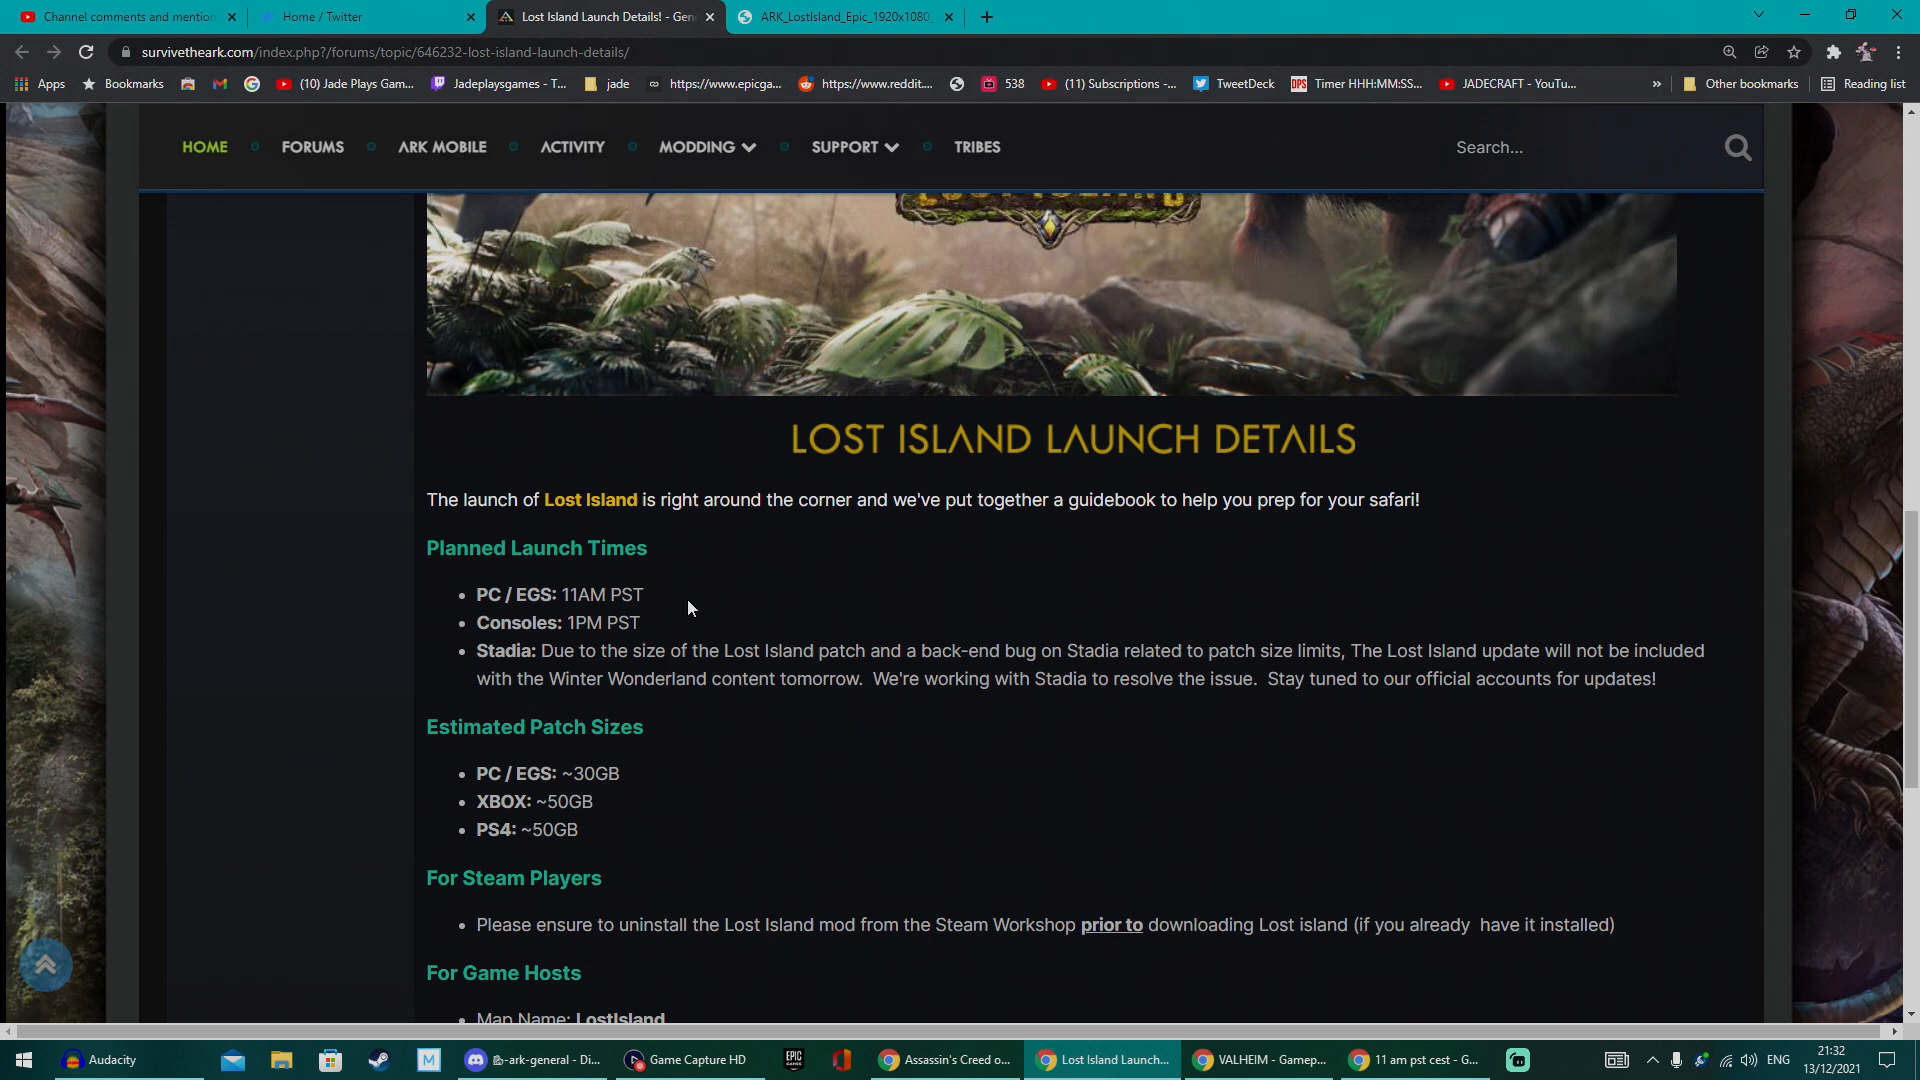 Channel comments and mention
Home / Twitter
Lost Island Launch Details! - Gen
ARK_LostIsland_Epic_1920x1080_
survivetheark.com/index.php?/forums/topic/646232-lost-island-launch-details/
Apps
Bookmarks
(10) Jade Plays Gam...
Jadeplaysgames - T...
jade
https://www.epicga...
https://www.reddit....
538
(11) Subscriptions -...
TweetDeck
DPS
Timer HHH:MM:SS...
JADECRAFT - YouTu...
»
Other bookmarks
Reading list
HOME
FORUMS
ARK MOBILE
ACTIVITY
MODDING
SUPPORT
TRIBES
Search...
LOST ISLAND
LOST ISLAND LAUNCH DETAILS
The launch of Lost Island is right around the corner and we've put together a guidebook to help you prep for your safari!
Planned Launch Times
• PC / EGS: 11AM PST
• Consoles: 1PM PST
• Stadia: Due to the size of the Lost Island patch and a back-end bug on Stadia related to patch size limits, The Lost Island update will not be included
with the Winter Wonderland content tomorrow.  We're working with Stadia to resolve the issue.  Stay tuned to our official accounts for updates!
Estimated Patch Sizes
• PC / EGS: ~30GB
• XBOX: ~50GB
• PS4: ~50GB
For Steam Players
• Please ensure to uninstall the Lost Island mod from the Steam Workshop prior to downloading Lost island (if you already  have it installed)
For Game Hosts
• Map Name: LostIsland
Audacity
M
-ark-general - Di...
Game Capture HD
EPIC GAMES
Assassin's Creed o...
Lost Island Launch...
VALHEIM - Gamep...
11 am pst cest - G...
ENG
21:32
13/12/2021